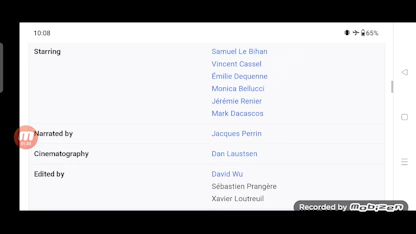 10:08
65%
Starring
Samuel Le Bihan
Vincent Cassel
Émilie Dequenne
Monica Bellucci
Jérémie Renier
Mark Dacascos
Narrated by
Jacques Perrin
Cinematography
Dan Laustsen
Edited by
David Wu
Sébastien Prangère
Xavier Loutreuil
Recorded by Mobizen